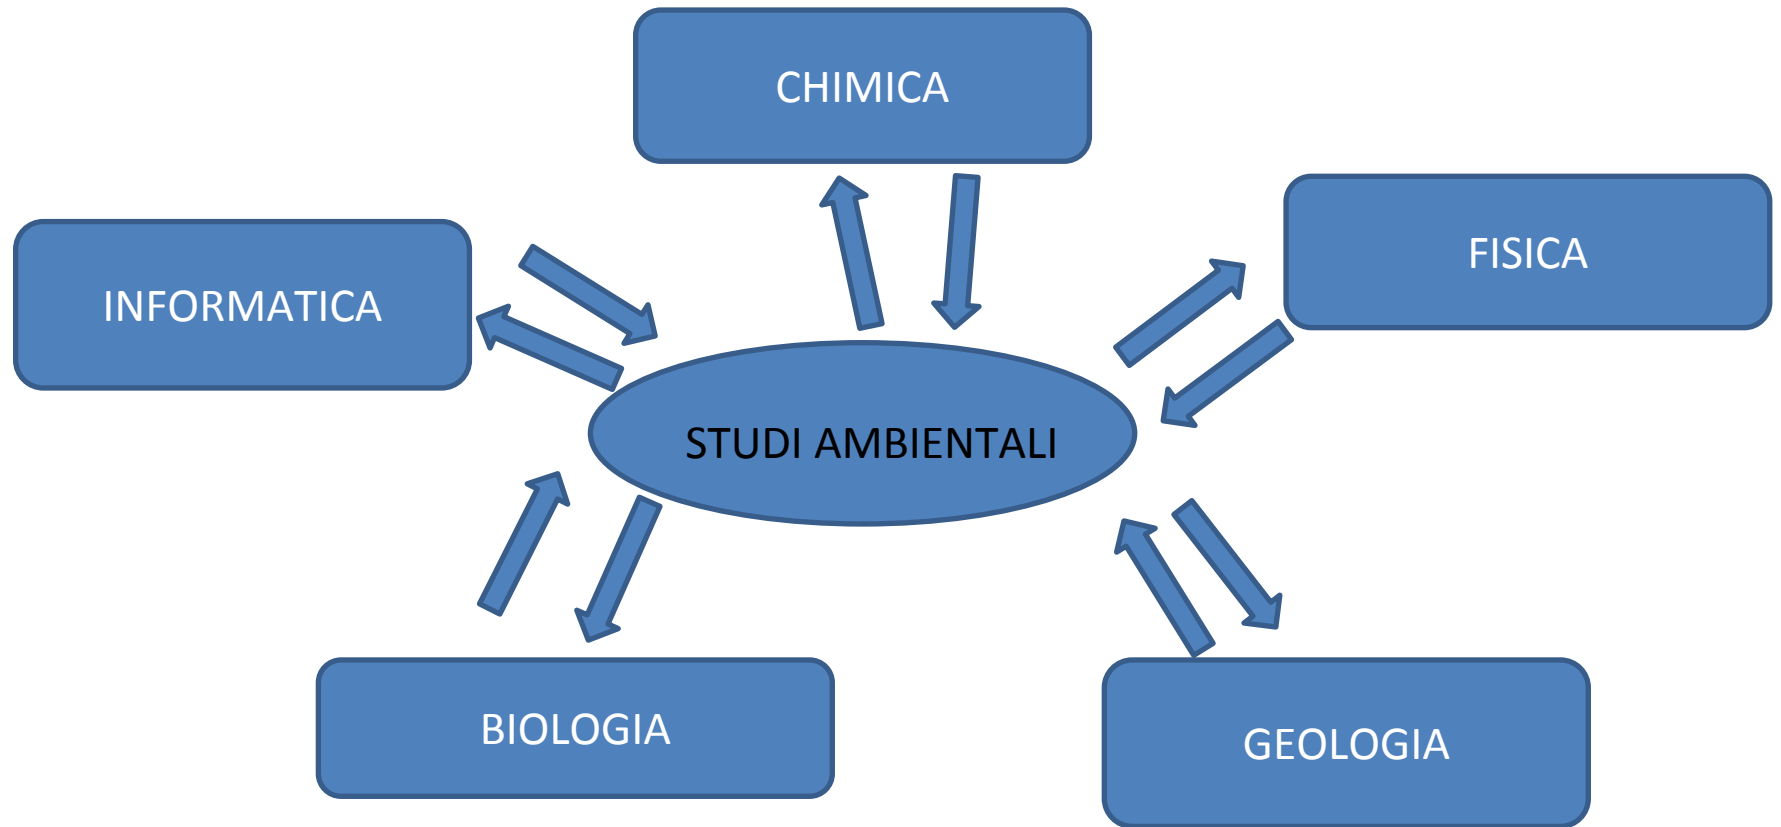 CHIMICA
FISICA
INFORMATICA
STUDI AMBIENTALI
BIOLOGIA
GEOLOGIA